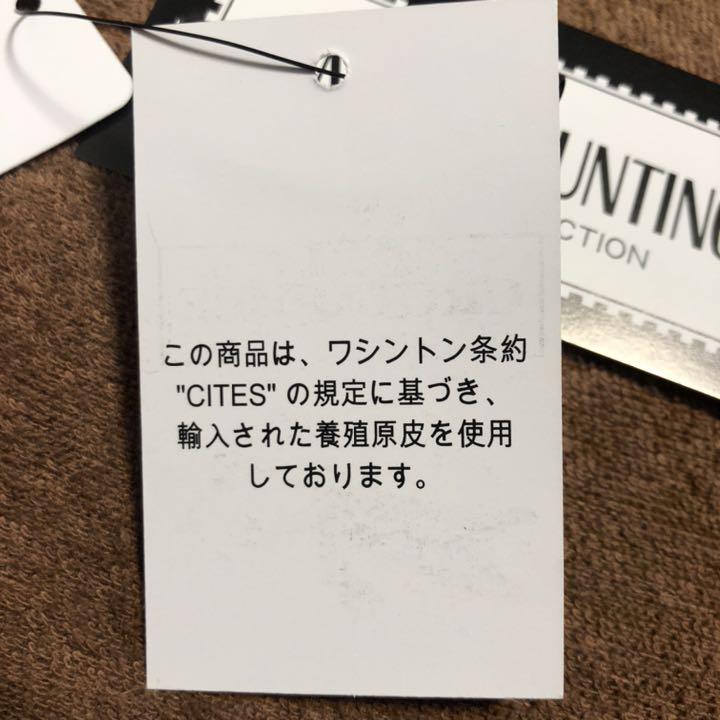 この商品は、ワシントン条約
"CITES" の規定に基づき、
輸入された養殖原皮を使用
しております。
UNTING
CTION